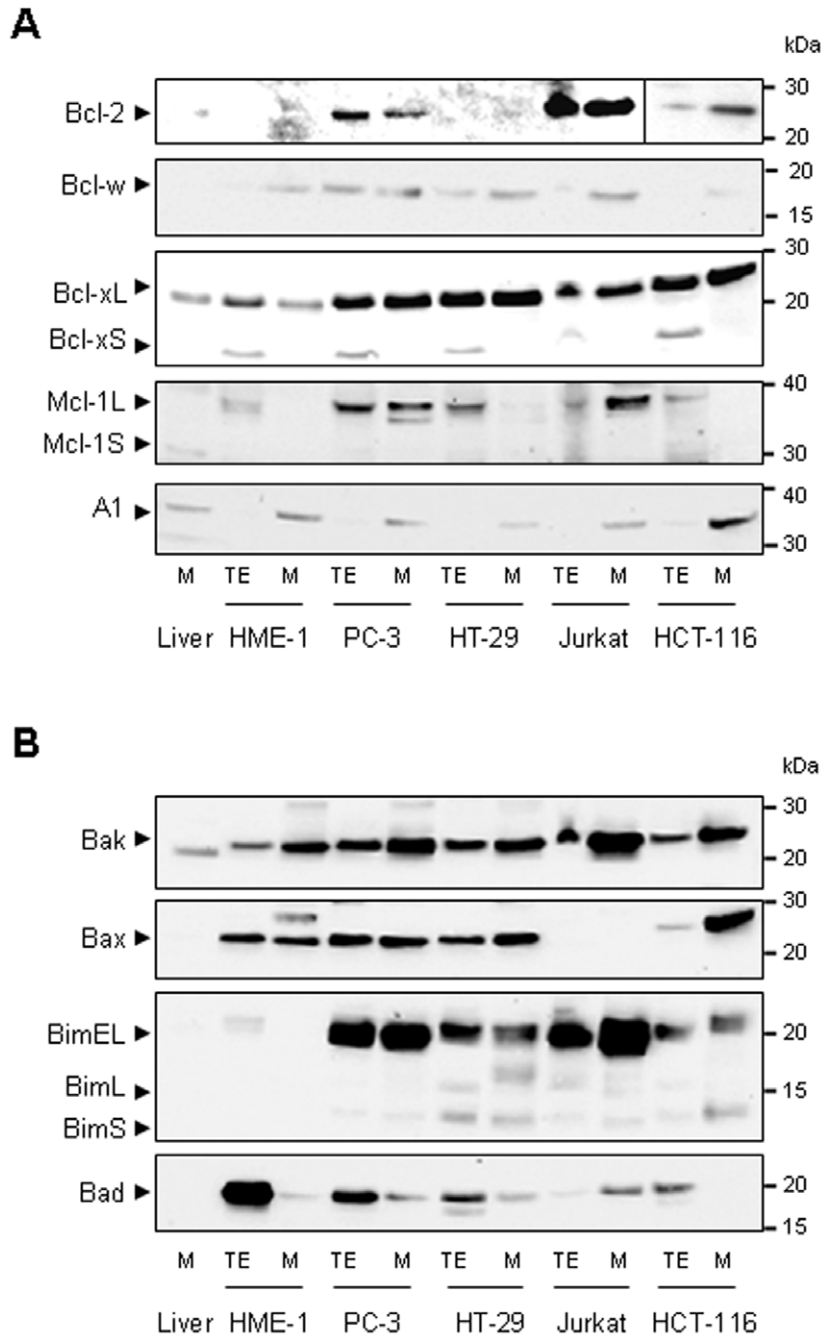 A
kDa
Bcl-2
30
20
Bcl-w
20
15
Bcl-xL
Bcl-xS
30
20
Mcl-1L
Mcl-1S
40
30
A1
40
30
M TE M TE M TE M TE M TE M
Liver HME-1 PC-3 HT-29 Jurkat HCT-116
B
kDa
Bak
30
20
Bax
30
20
BimEL
BimL
BimS
20
15
Bad
20
15
M TE M TE M TE M TE M TE M
Liver HME-1 PC-3 HT-29 Jurkat HCT-116